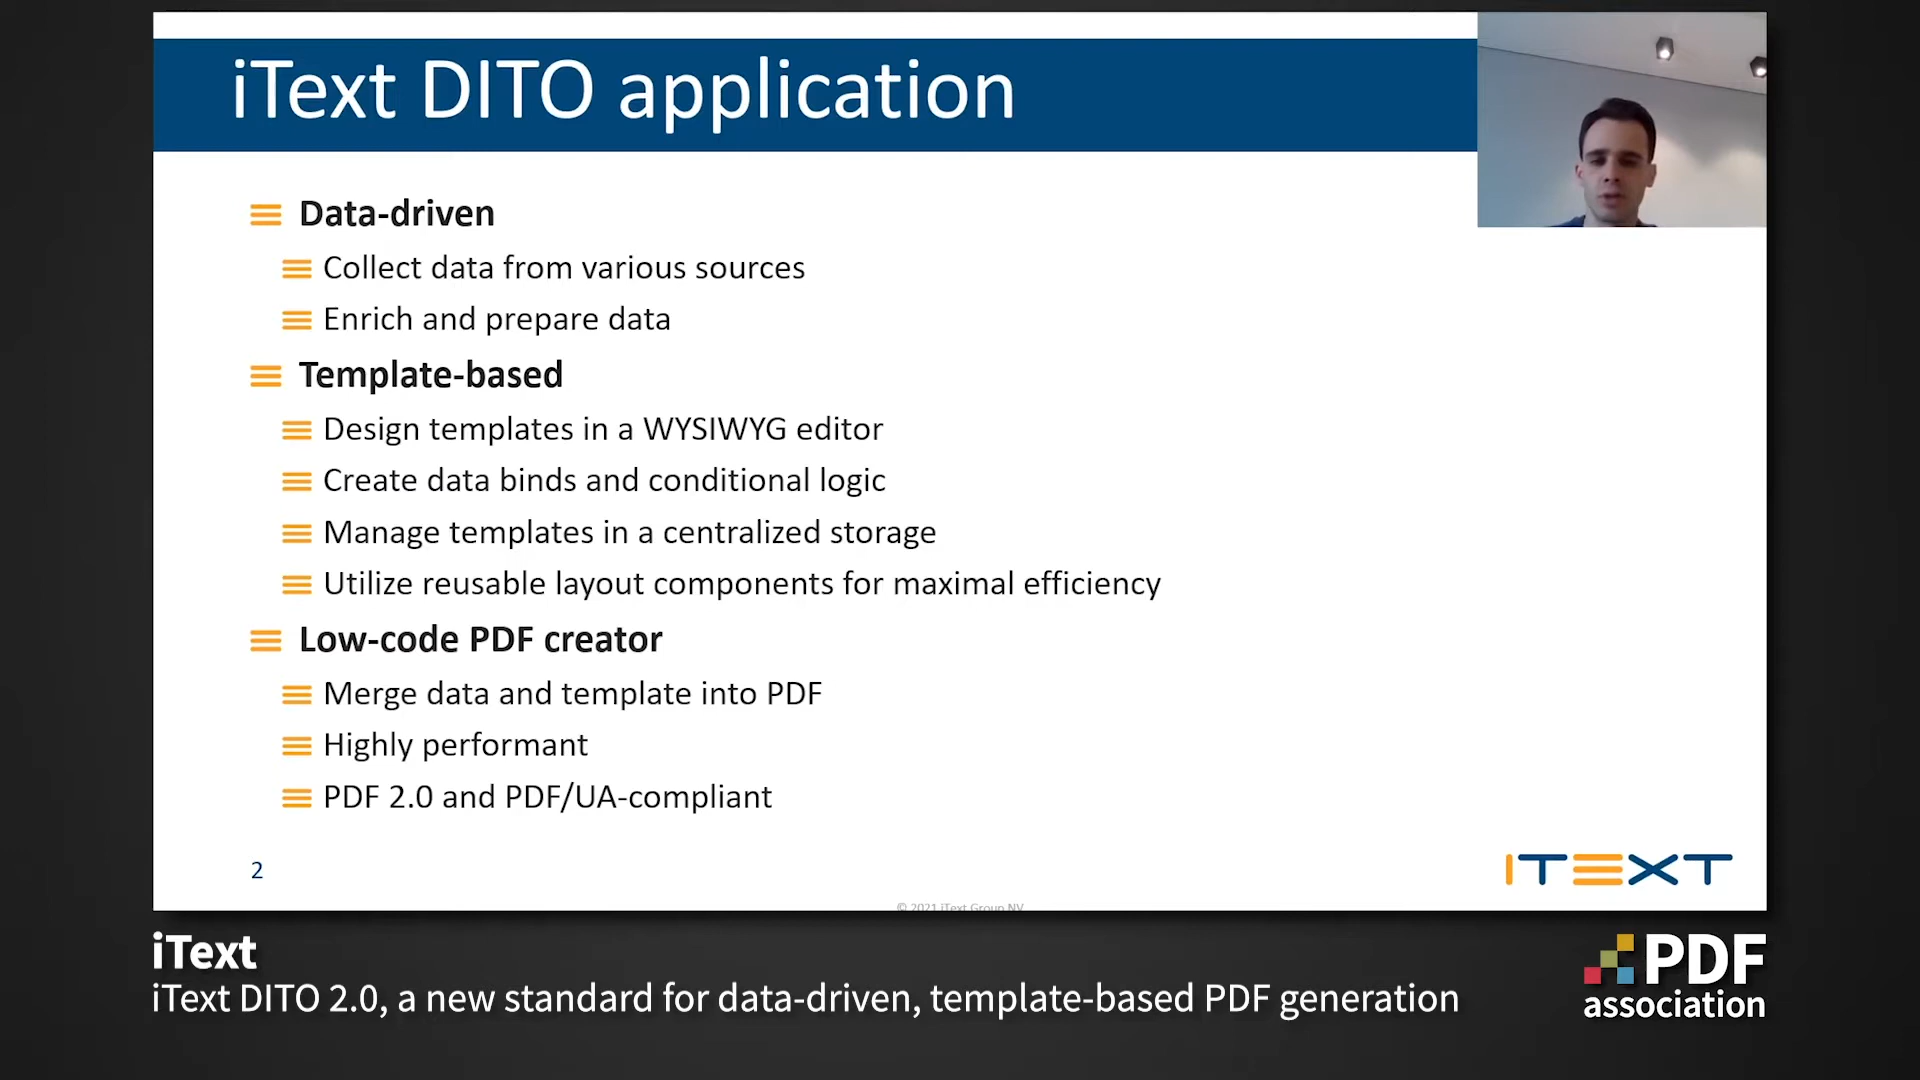 iText DITO application
Data-driven
Collect data from various sources
Enrich and prepare data
Template-based
Design templates in a WYSIWYG editor
Create data binds and conditional logic
Manage templates in a centralized storage
Utilize reusable layout components for maximal efficiency
Low-code PDF creator
Merge data and template into PDF
Highly performant
PDF 2.0 and PDF/UA-compliant
2
ITEXT
© 2021 iText Group NV
iText
iText DITO 2.0, a new standard for data-driven, template-based PDF generation
PDF
association